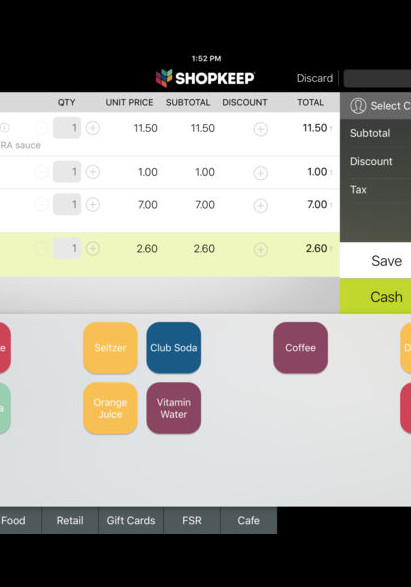 1:52 PM
SHOPKEEP
Discard
QTY UNIT PRICE SUBTOTAL DISCOUNT TOTAL
Select C
1 11.50 11.50 11.50
RA sauce
Subtotal
Discount
1 1.00 1.00 1.00
Tax
1 7.00 7.00 7.00
1 2.60 2.60 2.60
Save
Cash
e Seltzer Club Soda Coffee D
a Orange Juice Vitamin Water
Food Retail Gift Cards FSR Cafe